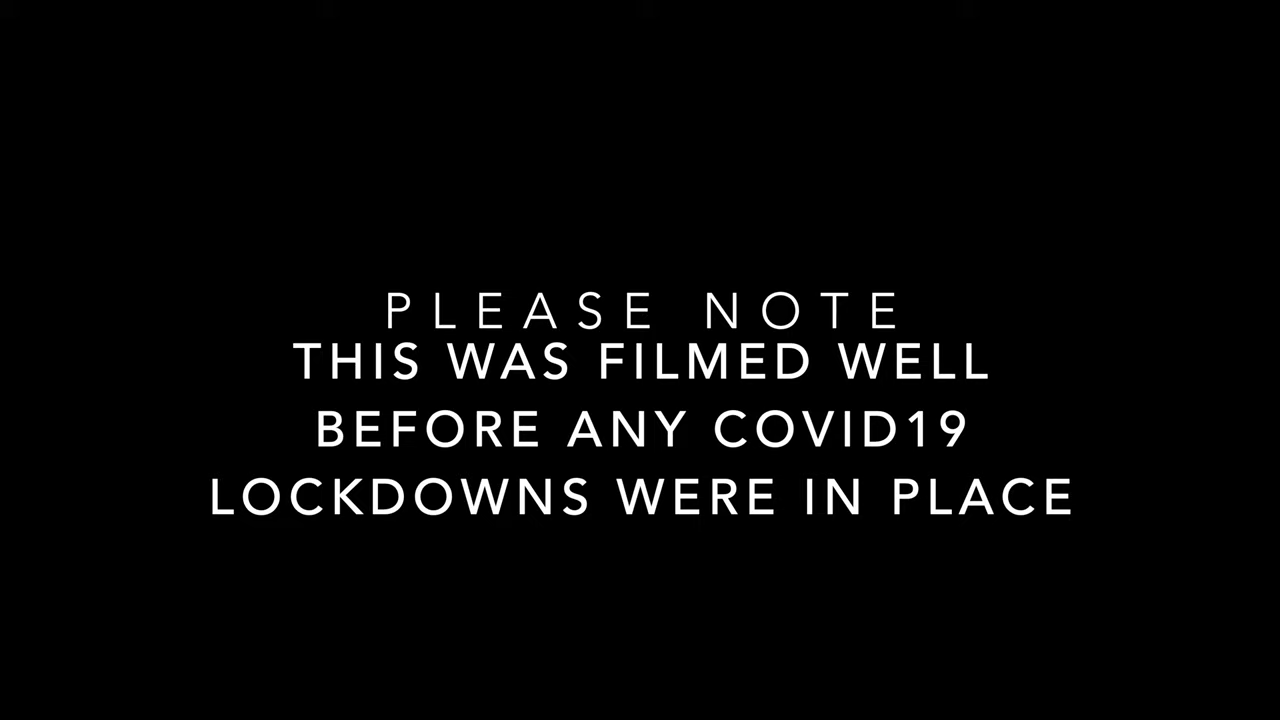 PLEASE NOTE
THIS WAS FILMED WELL
BEFORE ANY COVID19
LOCKDOWNS WERE IN PLACE